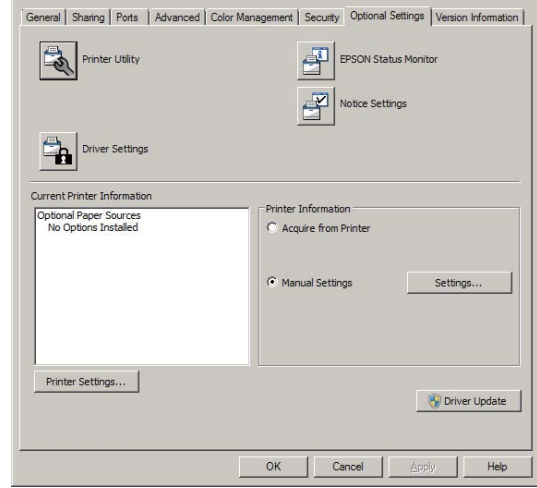 General Sharing Ports Advanced Color Management Security Optional Settings Version Information
Printer Utility
EPSON Status Monitor
Notice Settings
Driver Settings
Current Printer Information
Optional Paper Sources
No Options Installed
Printer Information
Acquire from Printer
Manual Settings
Settings...
Printer Settings...
Driver Update
OK Cancel Apply Help